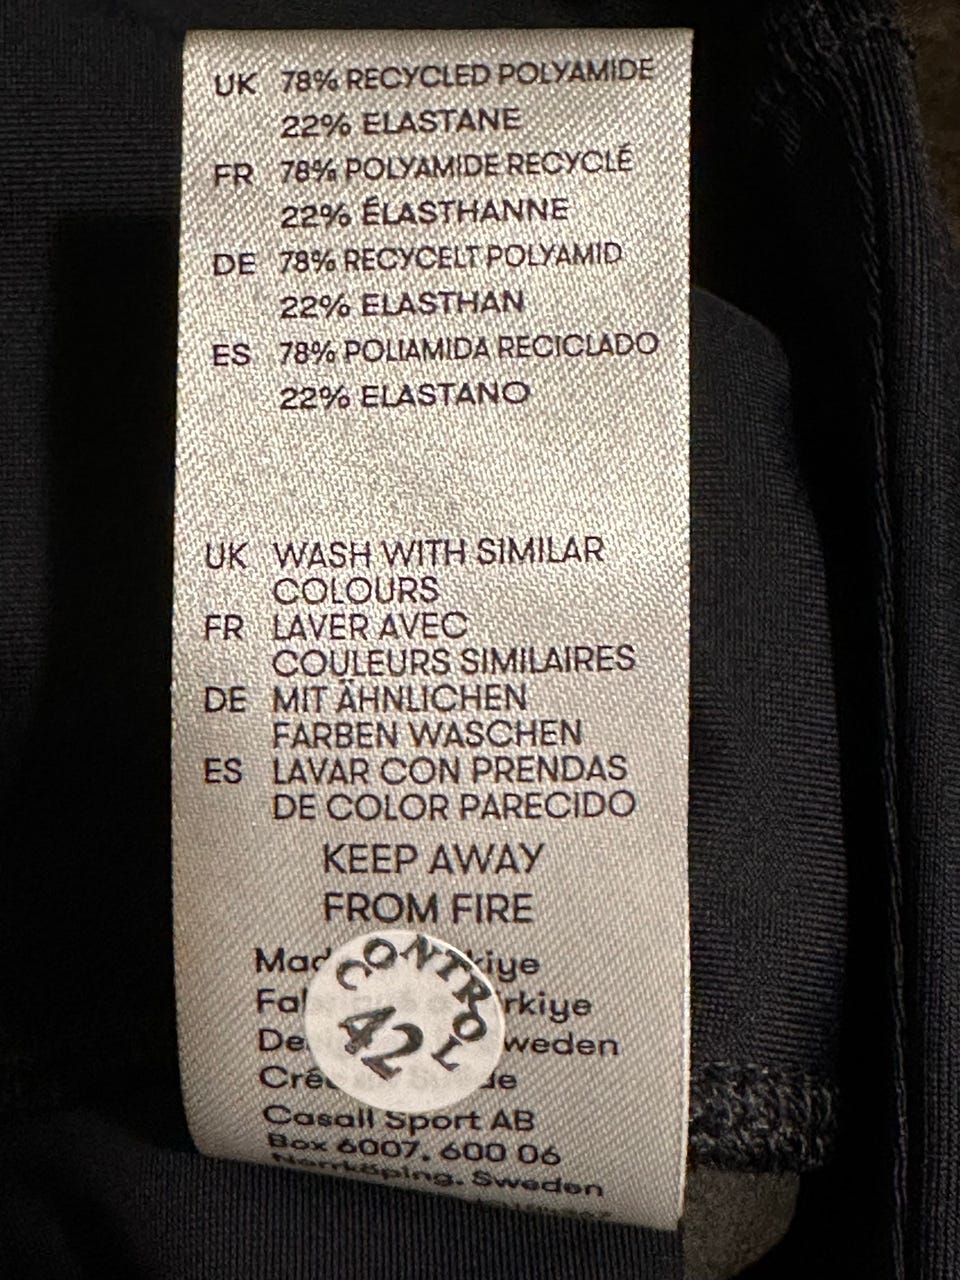 UK 78% RECYCLED POLYAMIDE
22% ELASTANE
FR 78% POLYAMIDE RECYCLÉ
22% ÉLASTHANNE
DE 78% RECYCELT POLYAMID
22% ELASTHAN
ES 78% POLIAMIDA RECICLADO
22% ELASTANO
UK WASH WITH SIMILAR
COLOURS
FR LAVER AVEC
COULEURS SIMILAIRES
DE MIT ÄHNLICHEN
FARBEN WASCHEN
ES LAVAR CON PRENDAS
DE COLOR PARECIDO
KEEP AWAY
FROM FIRE
CONTROL
42
Casall Sport AB
Box 6007, 600 06
Norrköping, Sweden